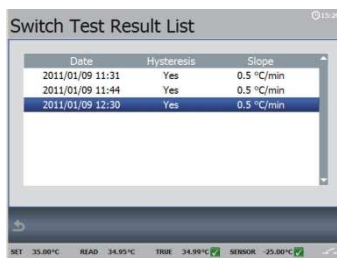 15:29
Switch Test Result List
Date Hysteresis Slope
2011/01/09 11:31 Yes 0.5 °C/min
2011/01/09 11:44 Yes 0.5 °C/min
2011/01/09 12:30 Yes 0.5 °C/min
SET 35.00°C READ 34.95°C TRUE 34.99°C SENSOR -25.00°C